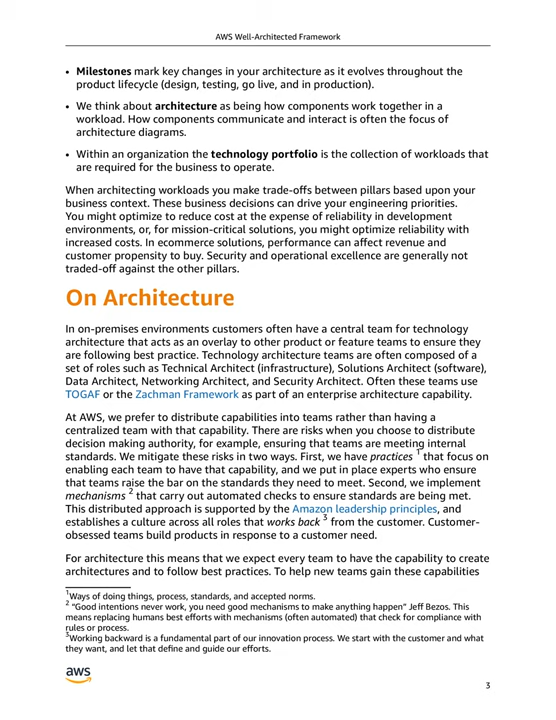 AWS Well-Architected Framework
• Milestones mark key changes in your architecture as it evolves throughout the
product lifecycle (design, testing, go live, and in production).
• We think about architecture as being how components work together in a
workload. How components communicate and interact is often the focus of
architecture diagrams.
• Within an organization the technology portfolio is the collection of workloads that
are required for the business to operate.
When architecting workloads you make trade-offs between pillars based upon your
business context. These business decisions can drive your engineering priorities.
You might optimize to reduce cost at the expense of reliability in development
environments, or, for mission-critical solutions, you might optimize reliability with
increased costs. In ecommerce solutions, performance can affect revenue and
customer propensity to buy. Security and operational excellence are generally not
traded-off against the other pillars.
On Architecture
In on-premises environments customers often have a central team for technology
architecture that acts as an overlay to other product or feature teams to ensure they
are following best practice. Technology architecture teams are often composed of a
set of roles such as Technical Architect (infrastructure), Solutions Architect (software),
Data Architect, Networking Architect, and Security Architect. Often these teams use
TOGAF or the Zachman Framework as part of an enterprise architecture capability.
At AWS, we prefer to distribute capabilities into teams rather than having a
centralized team with that capability. There are risks when you choose to distribute
decision making authority, for example, ensuring that teams are meeting internal
standards. We mitigate these risks in two ways. First, we have practices 1 that focus on
enabling each team to have that capability, and we put in place experts who ensure
that teams raise the bar on the standards they need to meet. Second, we implement
mechanisms 2 that carry out automated checks to ensure standards are being met.
This distributed approach is supported by the Amazon leadership principles, and
establishes a culture across all roles that works back 3 from the customer. Customer-
obsessed teams build products in response to a customer need.
For architecture this means that we expect every team to have the capability to create
architectures and to follow best practices. To help new teams gain these capabilities
1Ways of doing things, process, standards, and accepted norms.
2 “Good intentions never work, you need good mechanisms to make anything happen” Jeff Bezos. This
means replacing humans best efforts with mechanisms (often automated) that check for compliance with
rules or process.
3Working backward is a fundamental part of our innovation process. We start with the customer and what
they want, and let that define and guide our efforts.
aws
3